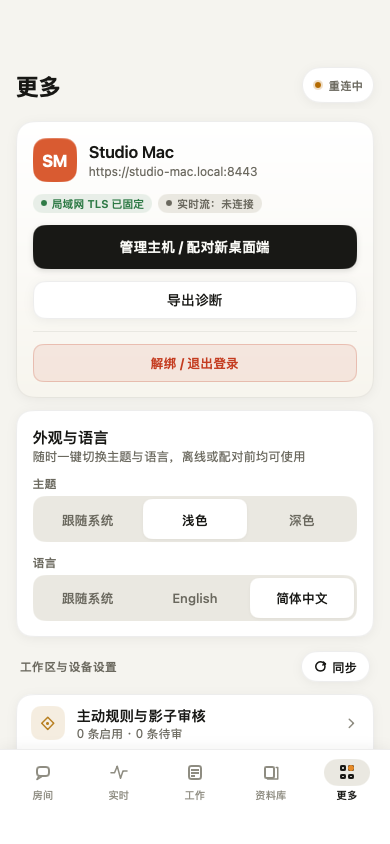 更多
重连中
SM
Studio Mac
https://studio-mac.local:8443
局域网 TLS 已固定
实时流：未连接
管理主机 / 配对新桌面端
导出诊断
解绑 / 退出登录
外观与语言
随时一键切换主题与语言，离线或配对前均可使用
主题
跟随系统
浅色
深色
语言
跟随系统
English
简体中文
工作区与设备设置
同步
主动规则与影子审核
0 条启用 · 0 条待审
房间
实时
工作
资料库
更多